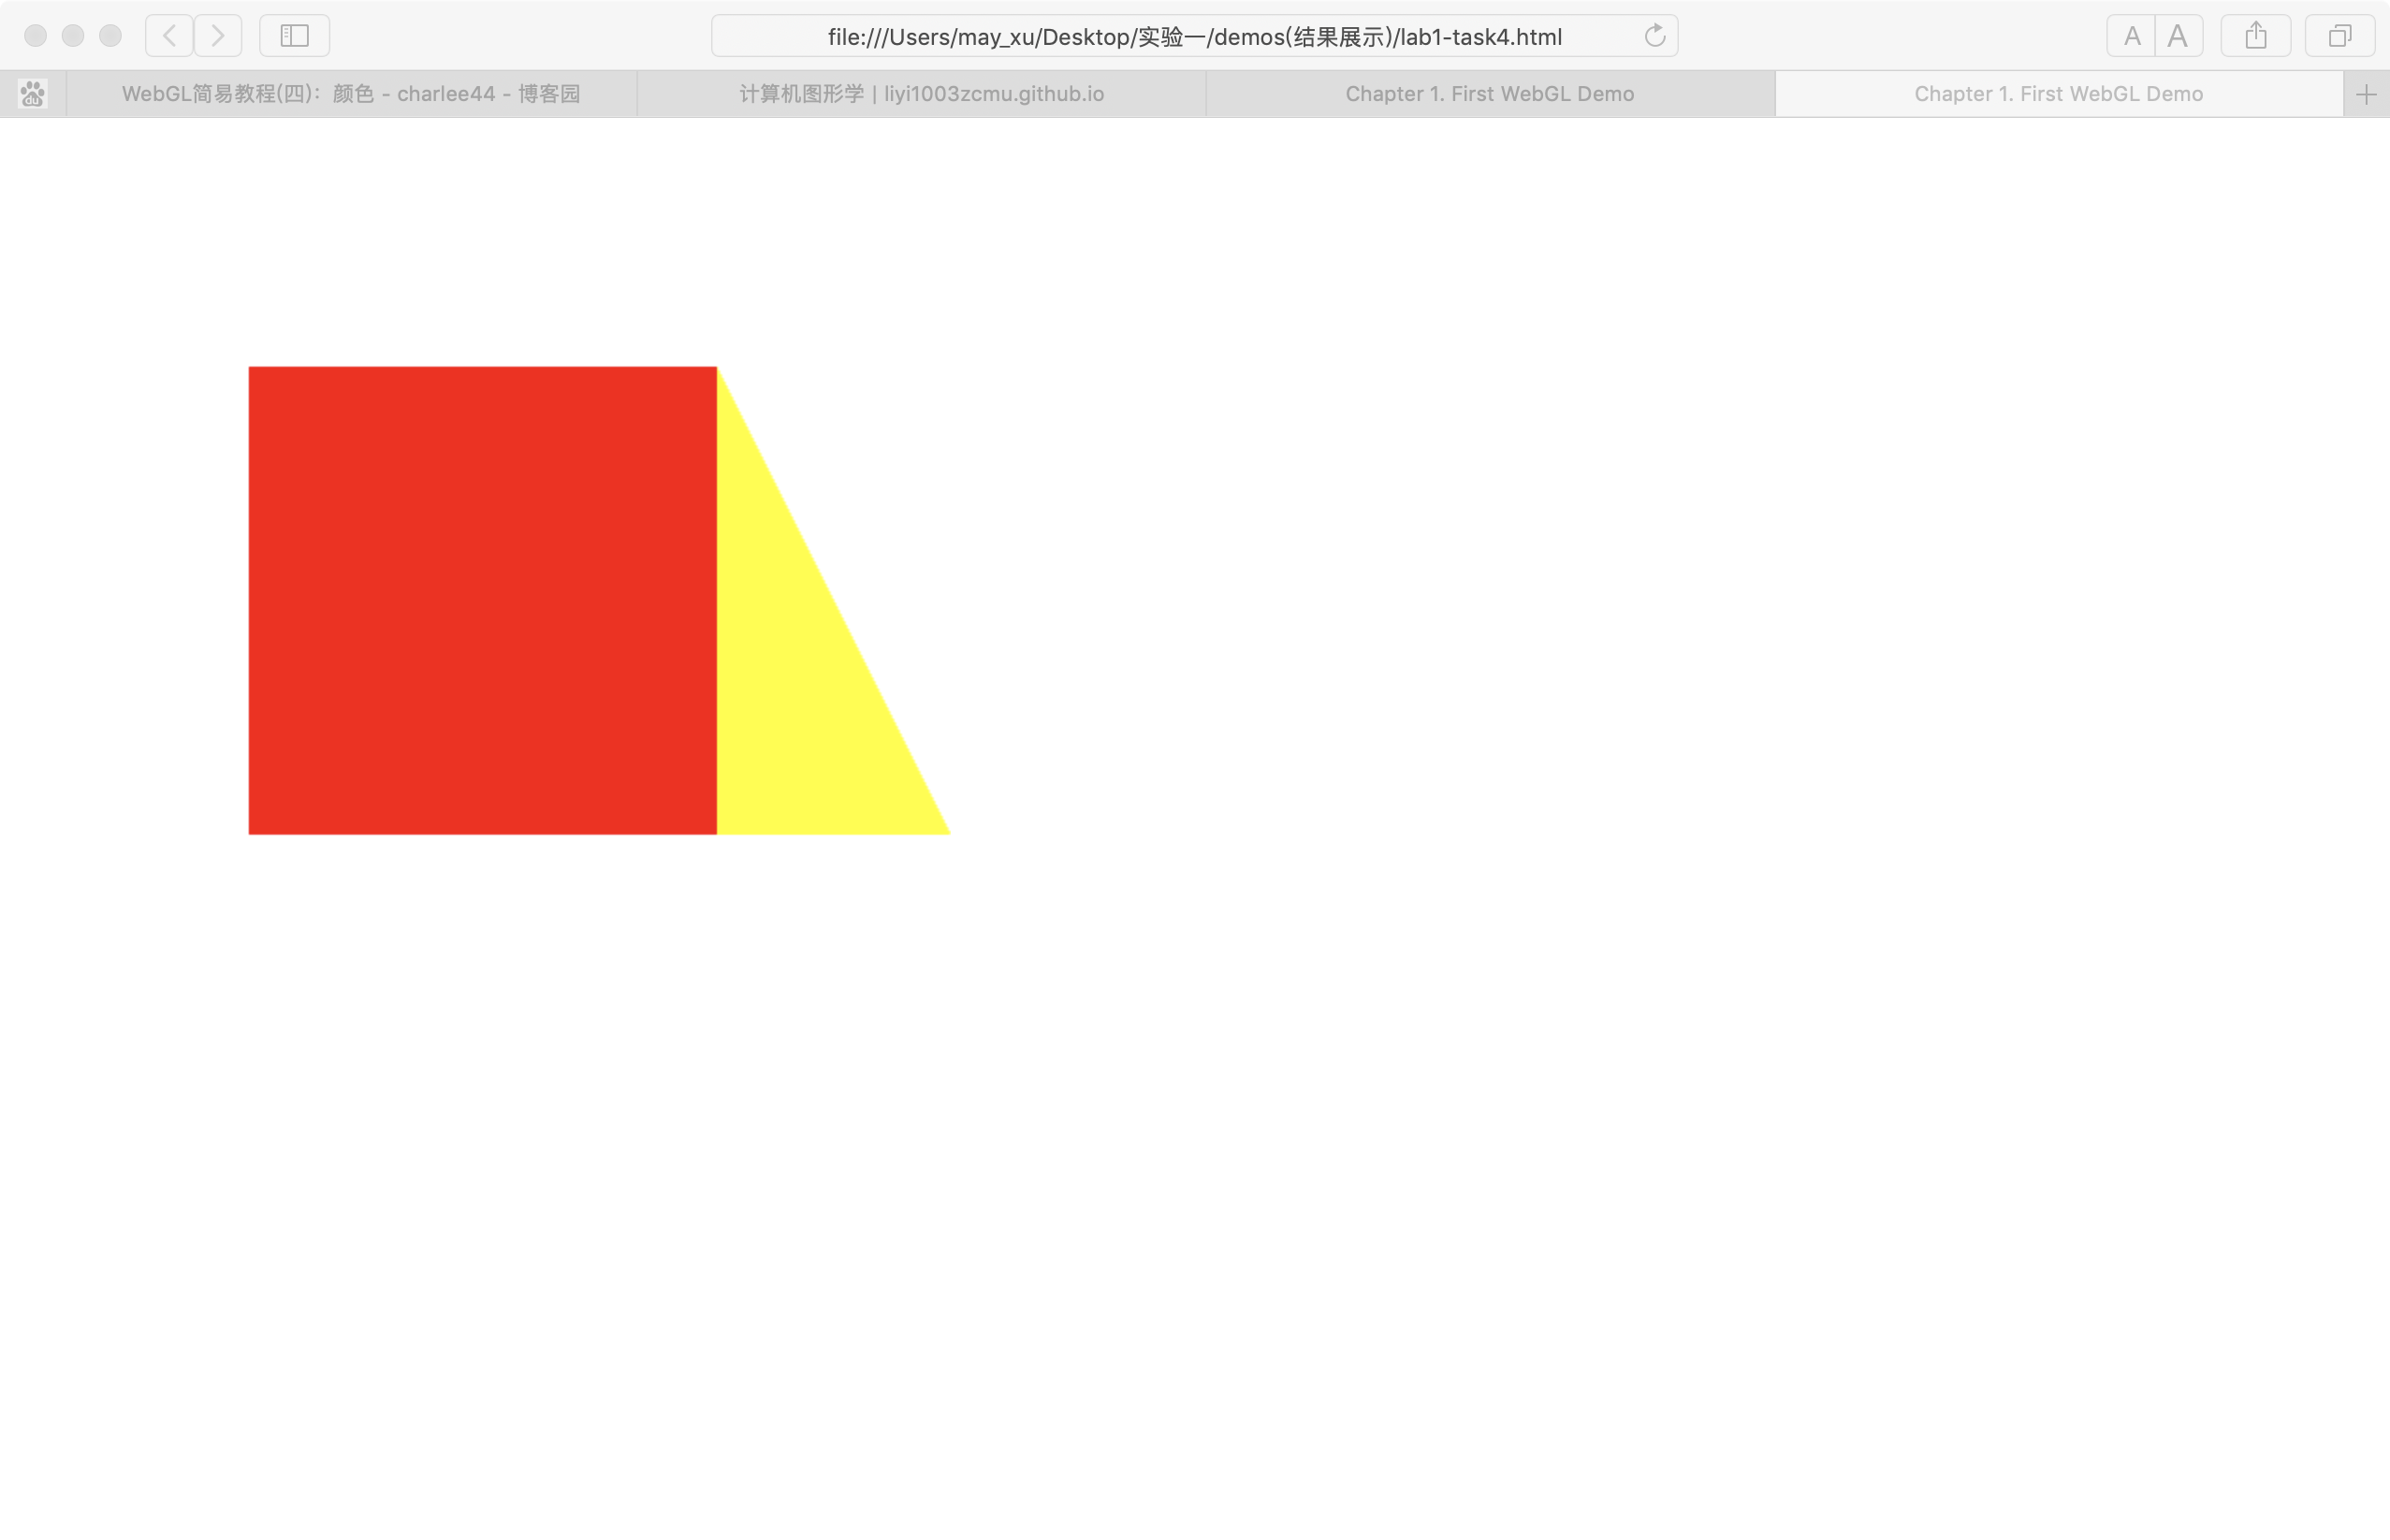 file:///Users/may_xu/Desktop/实验一/demos(结果展示)/lab1-task4.html
A A
du
WebGL简易教程(四)：颜色 - charlee44 - 博客园
计算机图形学 | liyi1003zcmu.github.io
Chapter 1. First WebGL Demo
Chapter 1. First WebGL Demo